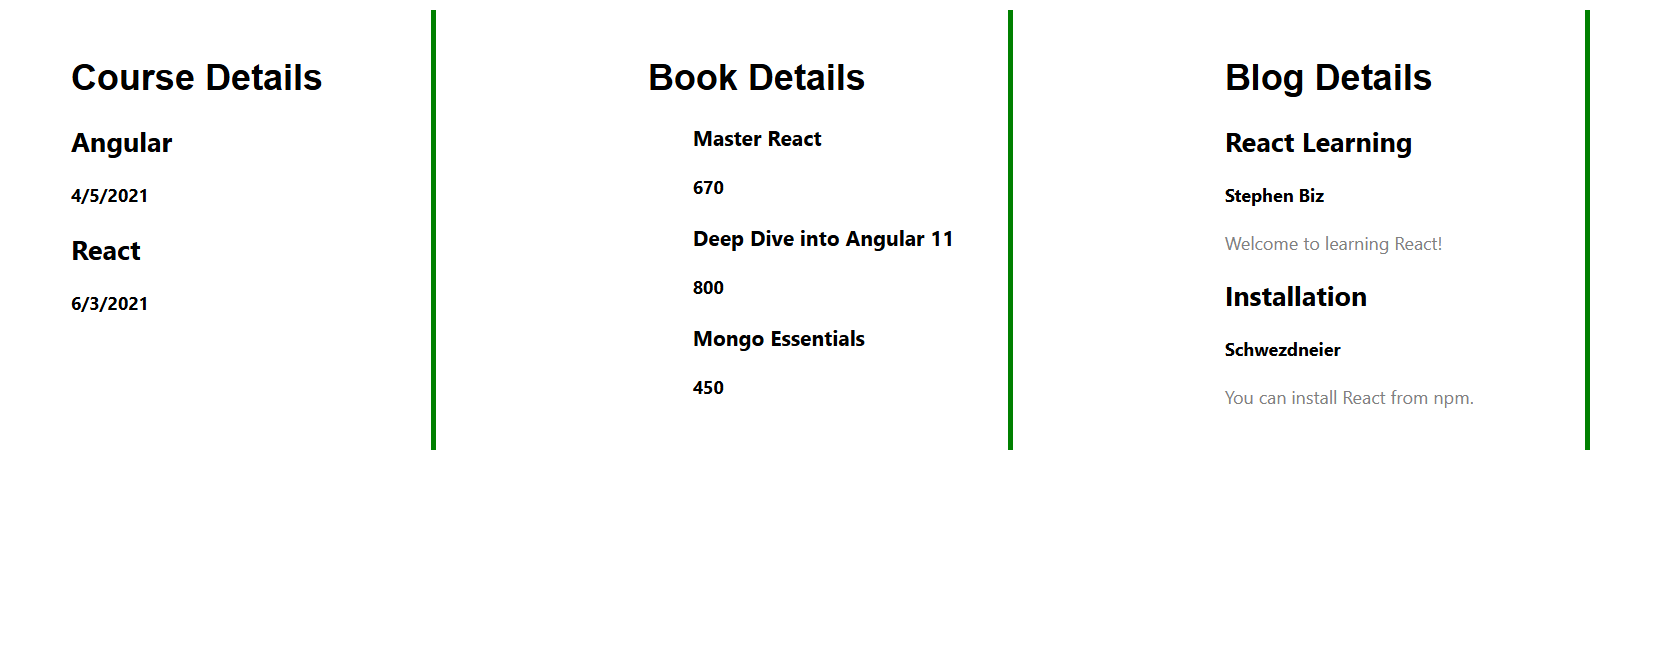 Course Details
Angular
4/5/2021
React
6/3/2021
Book Details
Master React
670
Deep Dive into Angular 11
800
Mongo Essentials
450
Blog Details
React Learning
Stephen Biz
Welcome to learning React!
Installation
Schwezdneier
You can install React from npm.